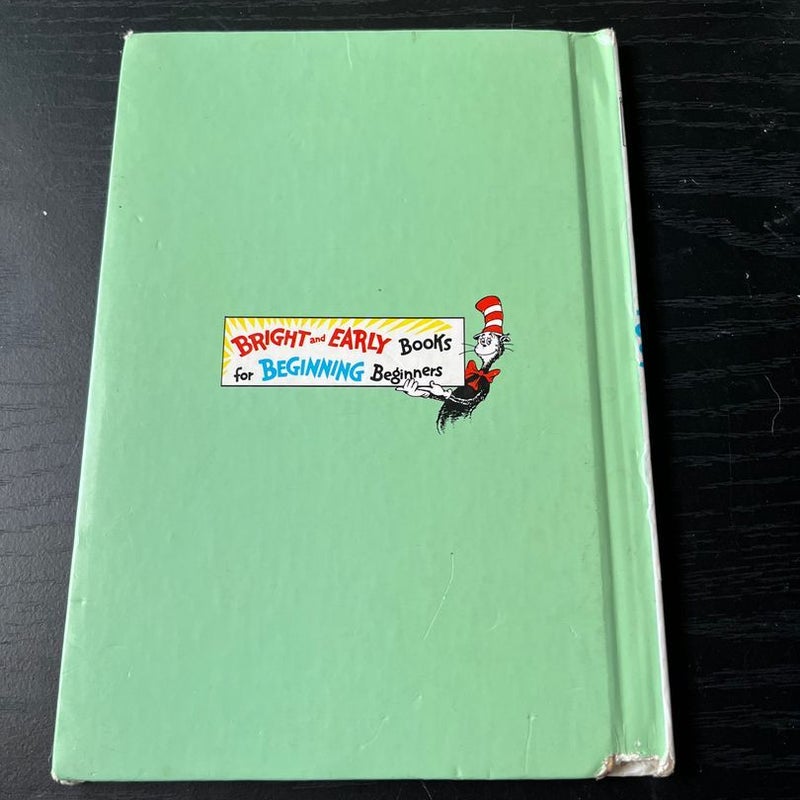 BRIGHT and EARLY Books
for BEGINNING Beginners